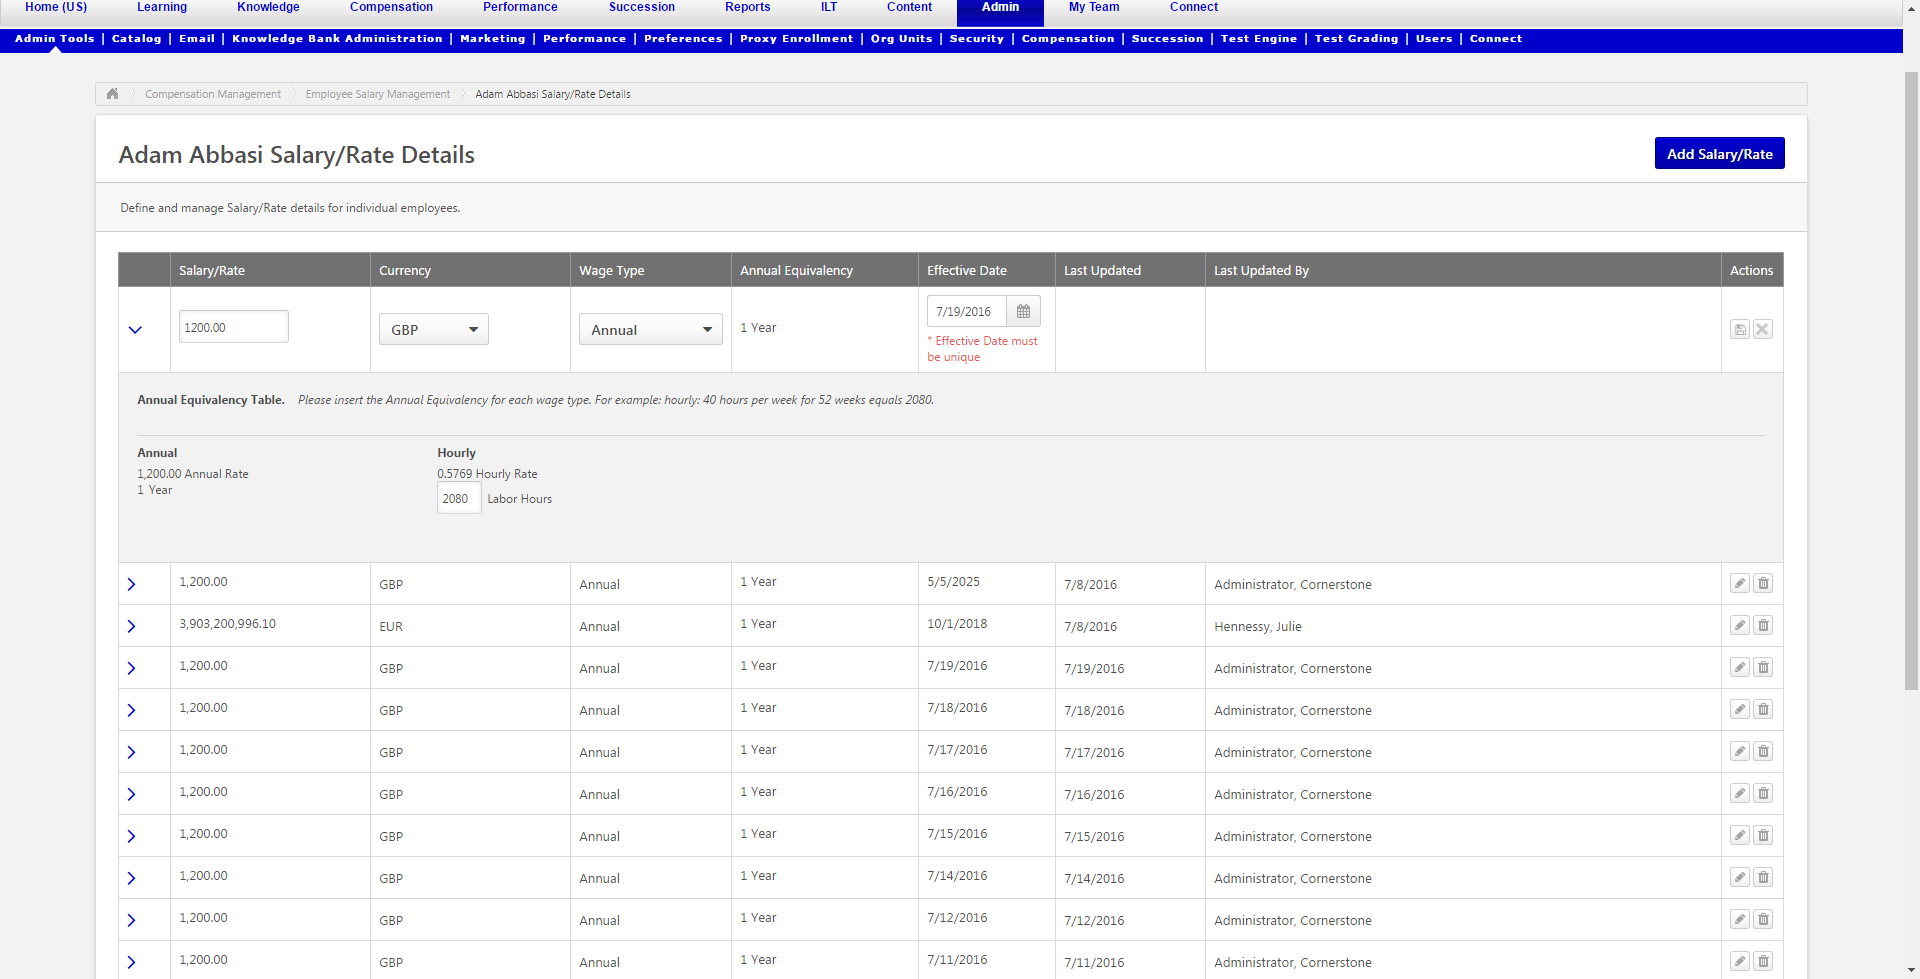 Home (US) Learning Knowledge Compensation Performance Succession Reports ILT Content Admin My Team Connect
Admin Tools | Catalog | Email | Knowledge Bank Administration | Marketing | Performance | Preferences | Proxy Enrollment | Org Units | Security | Compensation | Succession | Test Engine | Test Grading | Users | Connect
Compensation Management Employee Salary Management Adam Abbasi Salary/Rate Details
Adam Abbasi Salary/Rate Details
Add Salary/Rate
Define and manage Salary/Rate details for individual employees.
Salary/Rate Currency Wage Type Annual Equivalency Effective Date Last Updated Last Updated By Actions
1200.00 GBP Annual 1 Year 7/19/2016
* Effective Date must
be unique
Annual Equivalency Table. Please insert the Annual Equivalency for each wage type. For example: hourly: 40 hours per week for 52 weeks equals 2080.
Annual Hourly
1,200.00 Annual Rate 0.5769 Hourly Rate
1 Year
2080 Labor Hours
1,200.00 GBP Annual 1 Year 5/5/2025 7/8/2016 Administrator, Cornerstone
3,903,200,996.10 EUR Annual 1 Year 10/1/2018 7/8/2016 Hennessy, Julie
1,200.00 GBP Annual 1 Year 7/19/2016 7/19/2016 Administrator, Cornerstone
1,200.00 GBP Annual 1 Year 7/18/2016 7/18/2016 Administrator, Cornerstone
1,200.00 GBP Annual 1 Year 7/17/2016 7/17/2016 Administrator, Cornerstone
1,200.00 GBP Annual 1 Year 7/16/2016 7/16/2016 Administrator, Cornerstone
1,200.00 GBP Annual 1 Year 7/15/2016 7/15/2016 Administrator, Cornerstone
1,200.00 GBP Annual 1 Year 7/14/2016 7/14/2016 Administrator, Cornerstone
1,200.00 GBP Annual 1 Year 7/12/2016 7/12/2016 Administrator, Cornerstone
1,200.00 GBP Annual 1 Year 7/11/2016 7/11/2016 Administrator, Cornerstone